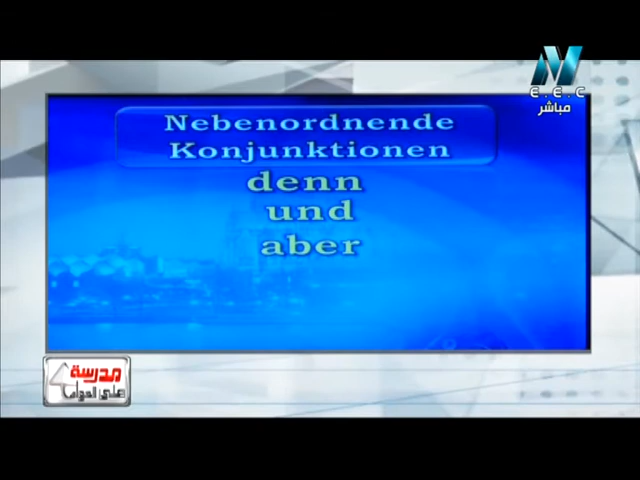 E.E.C
مباشر
Nebenordnende
Konjunktionen
denn
und
aber
مدرسة
على الهواء